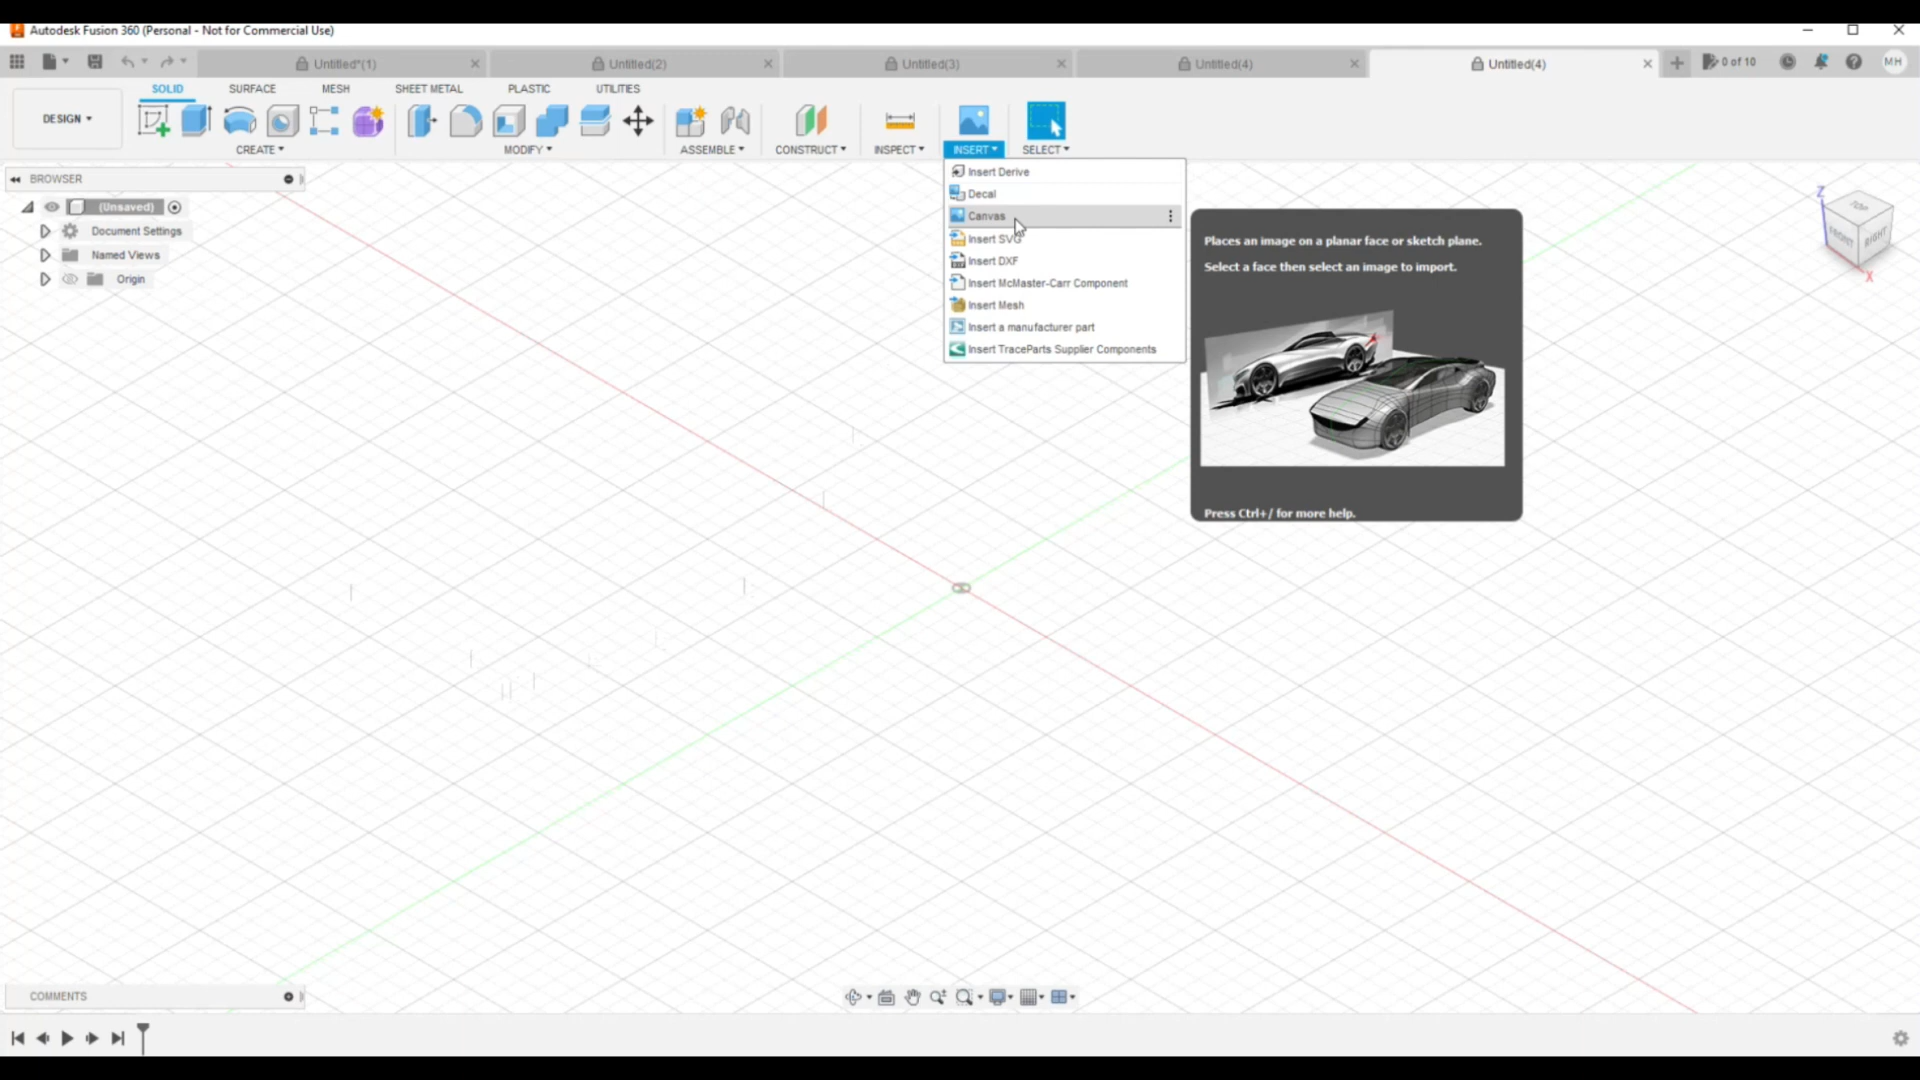 Autodesk Fusion 360 (Personal - Not for Commercial Use)
Untitled*(1)
Untitled(2)
Untitled(3)
Untitled(4)
Untitled(4)
0 of 10
MH
SOLID
SURFACE
MESH
SHEET METAL
PLASTIC
UTILITIES
DESIGN
CREATE
MODIFY
ASSEMBLE
CONSTRUCT
INSPECT
INSERT
SELECT
BROWSER
(Unsaved)
Document Settings
Named Views
Origin
Insert Derive
Decal
Canvas
Insert SVG
Insert DXF
Insert McMaster-Carr Component
Insert Mesh
Insert a manufacturer part
Insert TraceParts Supplier Components
Places an image on a planar face or sketch plane.
Select a face then select an image to import.
Press Ctrl+/ for more help.
Z
TOP
FRONT
RIGHT
X
COMMENTS